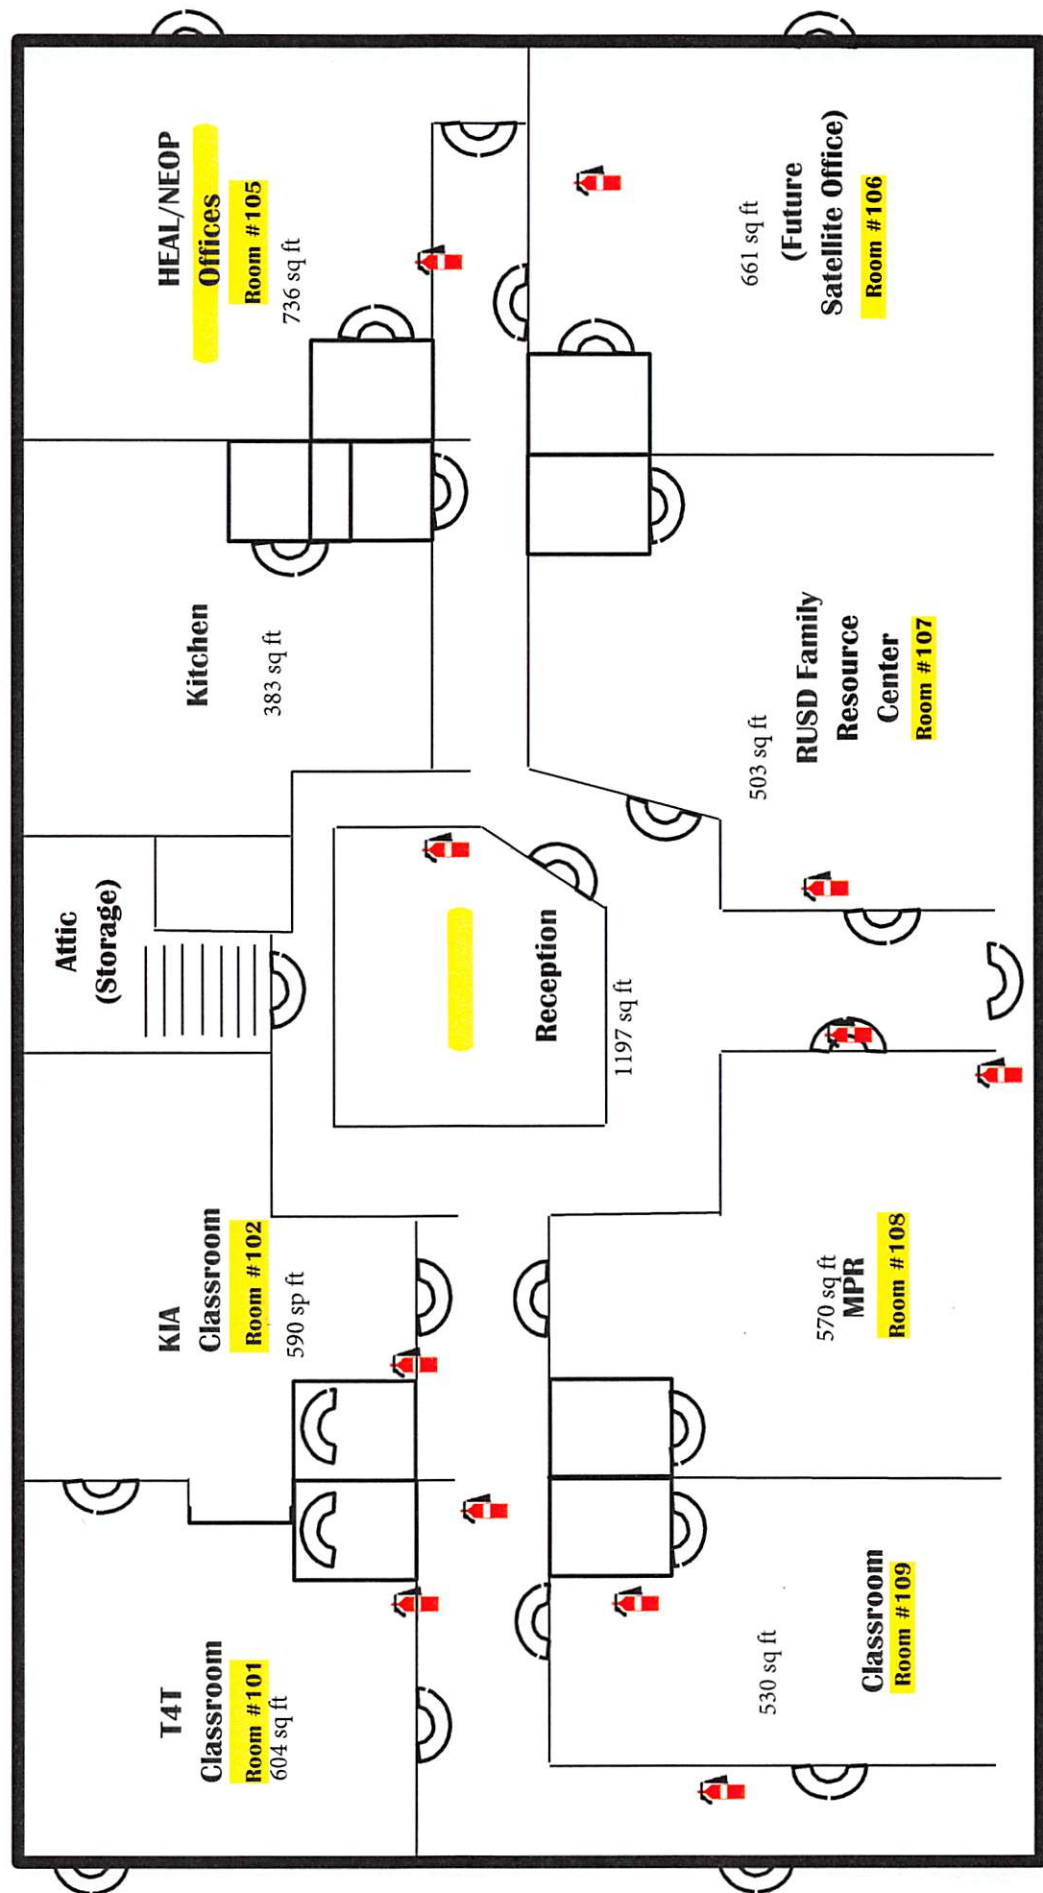 T4T
Classroom
Room #101
604 sq ft
KIA
Classroom
Room #102
590 sp ft
Attic
(Storage)
Kitchen
383 sq ft
HEAL/NEOP
Offices
Room #105
736 sq ft
Reception
1197 sq ft
530 sq ft
Classroom
Room #109
570 sq ft
MPR
Room #108
503 sq ft
RUSD Family
Resource
Center
Room #107
661 sq ft
(Future
Satellite Office)
Room #106